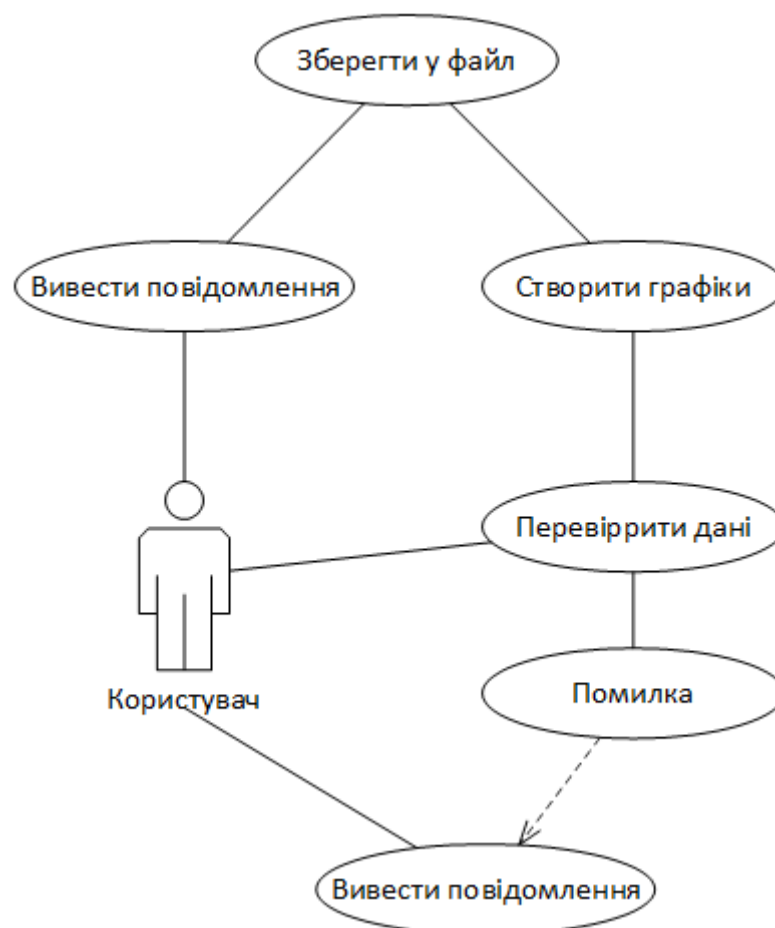 Зберегти у файл
Вивести повідомлення
Створити графіки
Перевіррити дані
Помилка
Користувач
Вивести повідомлення